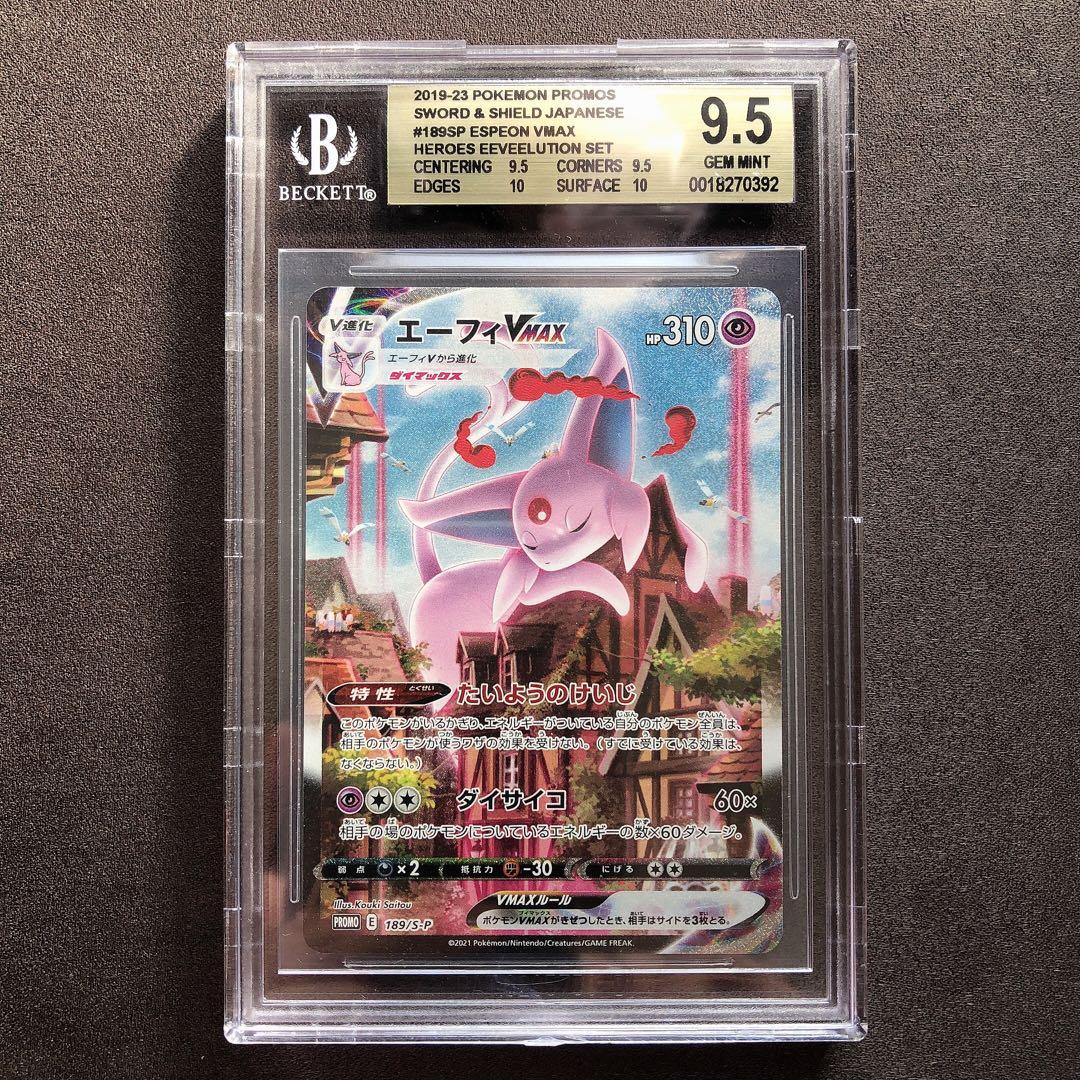 2019-23 POKEMON PROMOS
SWORD & SHIELD JAPANESE
#189SP ESPEON VMAX
HEROES EEVEELUTION SET
CENTERING 9.5 CORNERS 9.5
EDGES 10 SURFACE 10
9.5
GEM MINT
0018270392
B
BECKETT®
V進化
エーフィVMAX
HP310
エーフィVから進化
ダイマックス
特性 とくせい たいようのけいじ
このポケモンがいるかぎり、エネルギーがついている自分のポケモン全員は、
相手のポケモンが使うワザの効果を受けない。(すでに受けている効果は、
なくならない。)
ダイサイコ 60×
相手の場のポケモンについているエネルギーの数×60ダメージ。
弱点 ×2 抵抗力 -30 にげる
Illus. Kouki Saitou
VMAXルール
PROMO E 189/S-P
ポケモンVMAXがきぜつしたとき、相手はサイドを3枚とる。
©2021 Pokémon/Nintendo/Creatures/GAME FREAK.